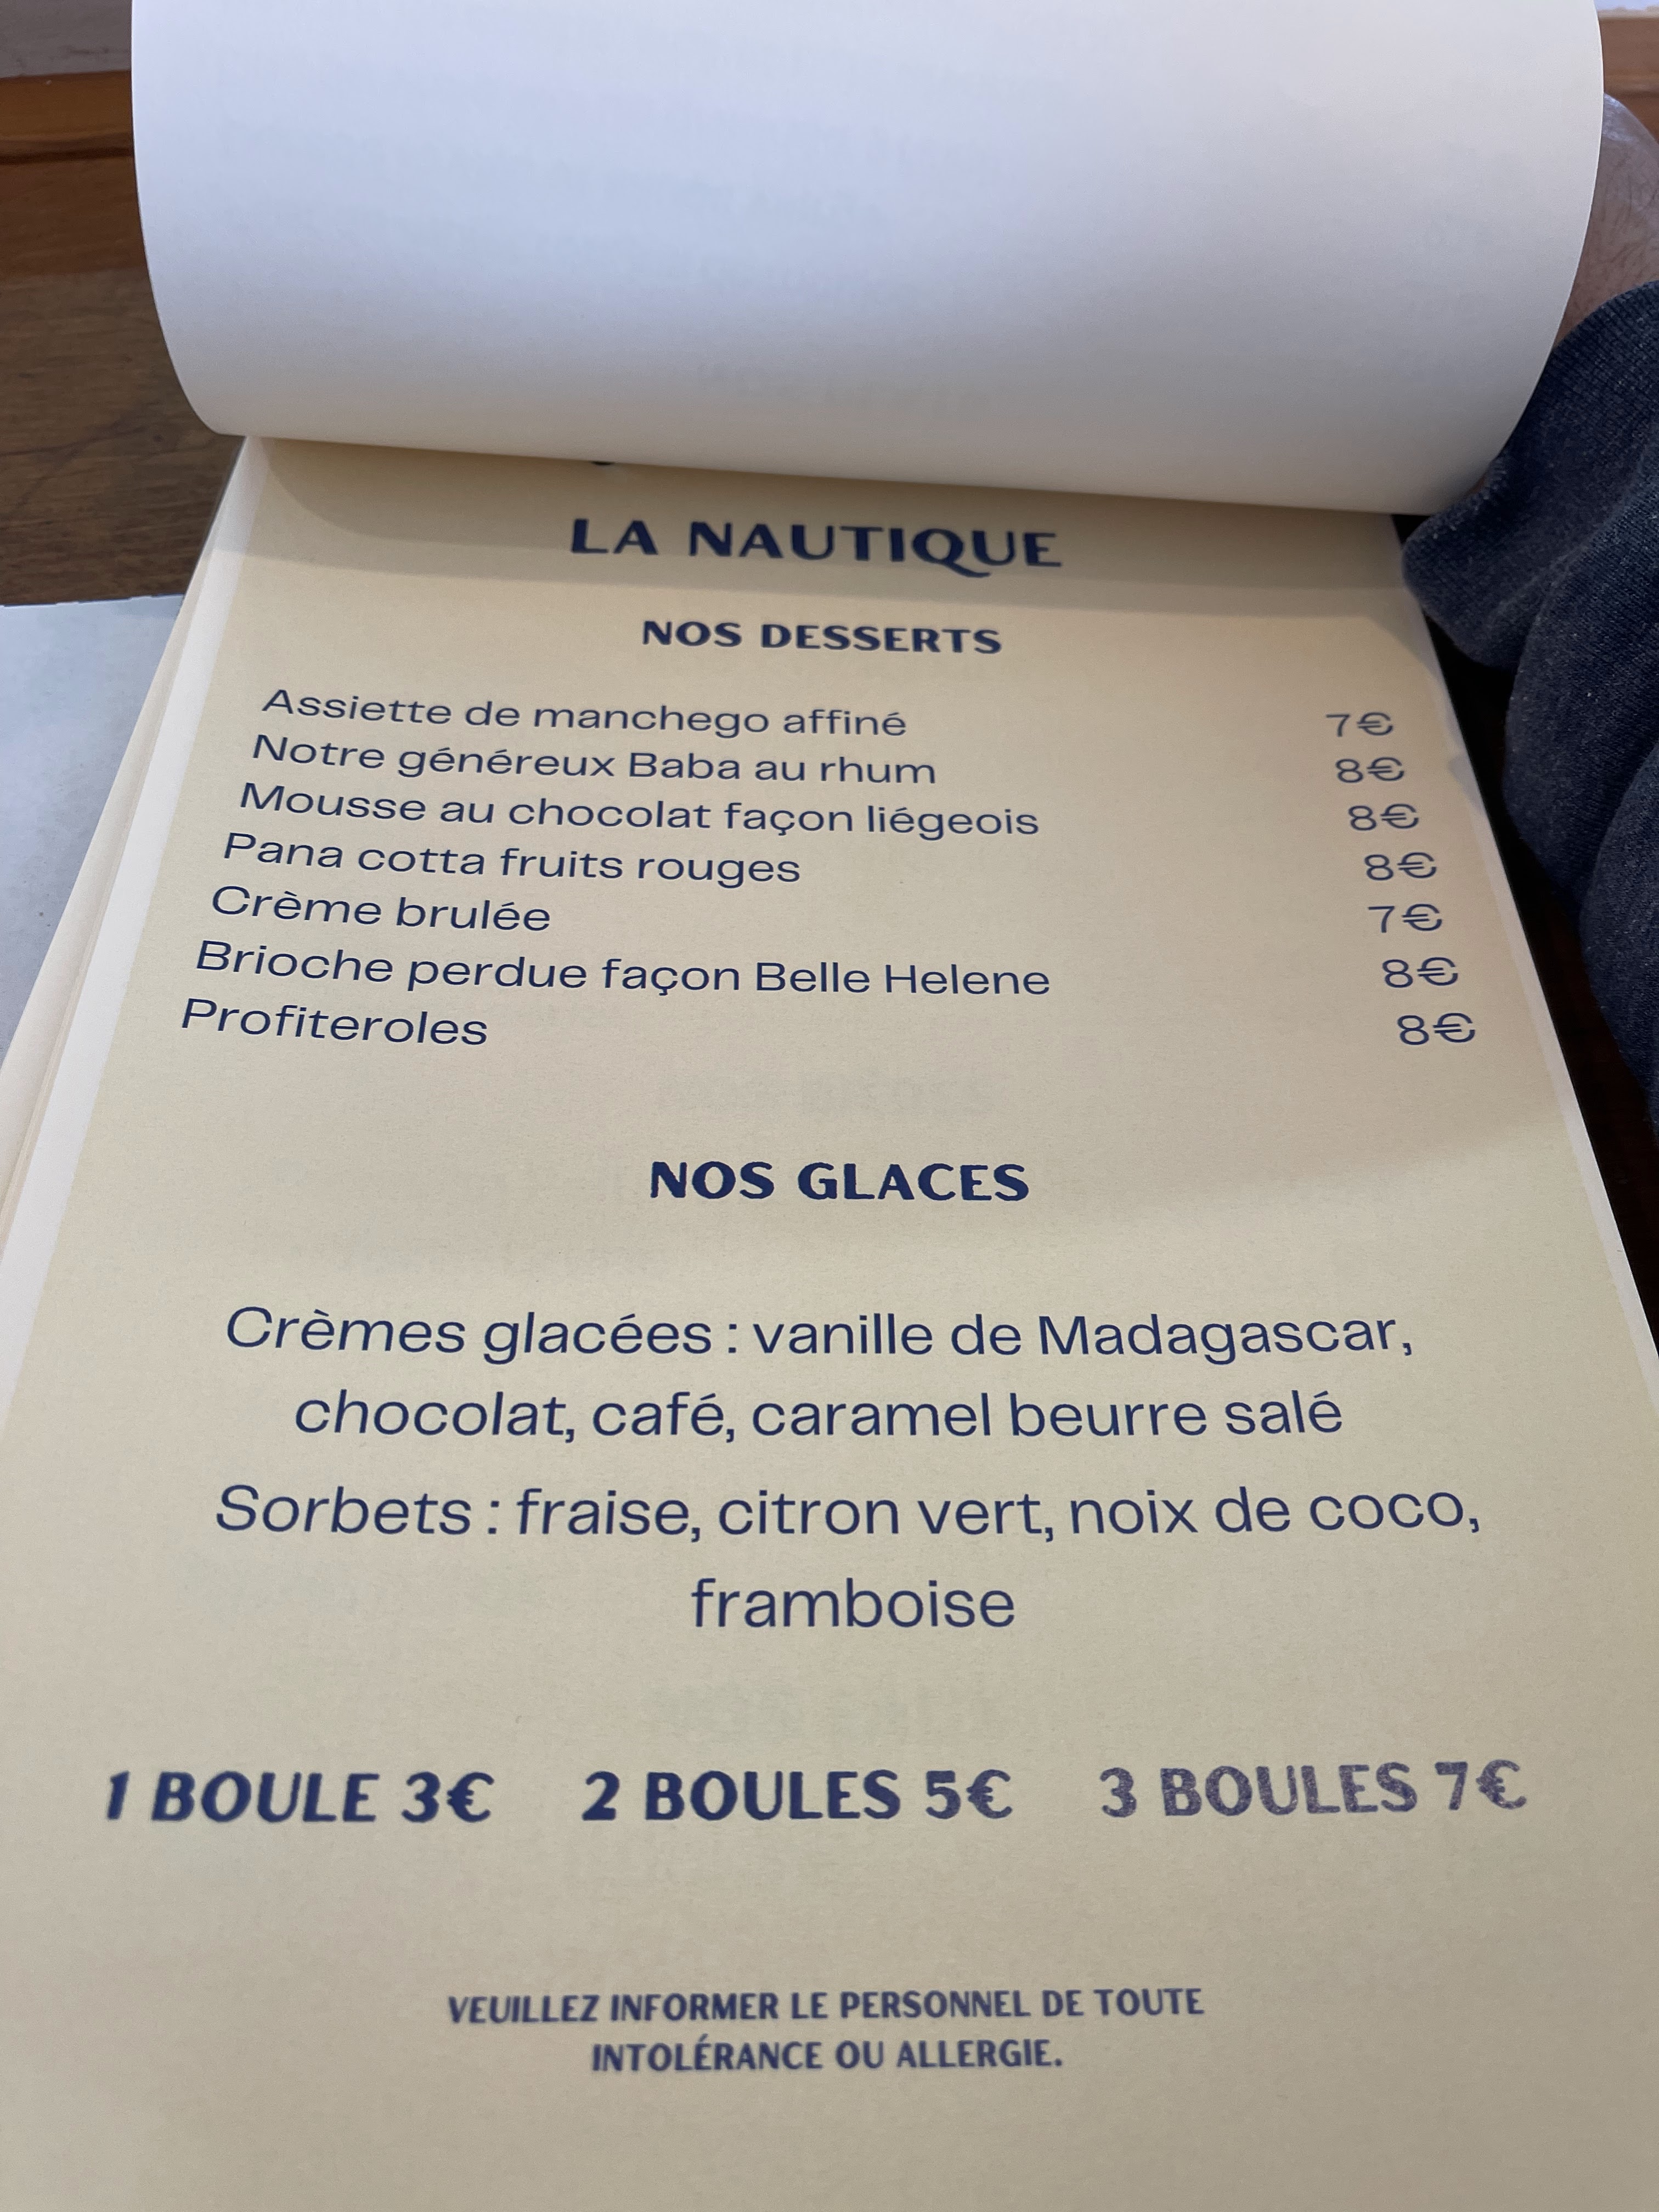 LA NAUTIQUE
NOS DESSERTS
Assiette de manchego affiné 7€
Notre généreux Baba au rhum 8€
Mousse au chocolat façon liégeois 8€
Pana cotta fruits rouges 8€
Crème brulée 7€
Brioche perdue façon Belle Helene 8€
Profiteroles 8€
NOS GLACES
Crèmes glacées : vanille de Madagascar,
chocolat, café, caramel beurre salé
Sorbets : fraise, citron vert, noix de coco,
framboise
1 BOULE 3€ 2 BOULES 5€ 3 BOULES 7€
VEUILLEZ INFORMER LE PERSONNEL DE TOUTE
INTOLÉRANCE OU ALLERGIE.